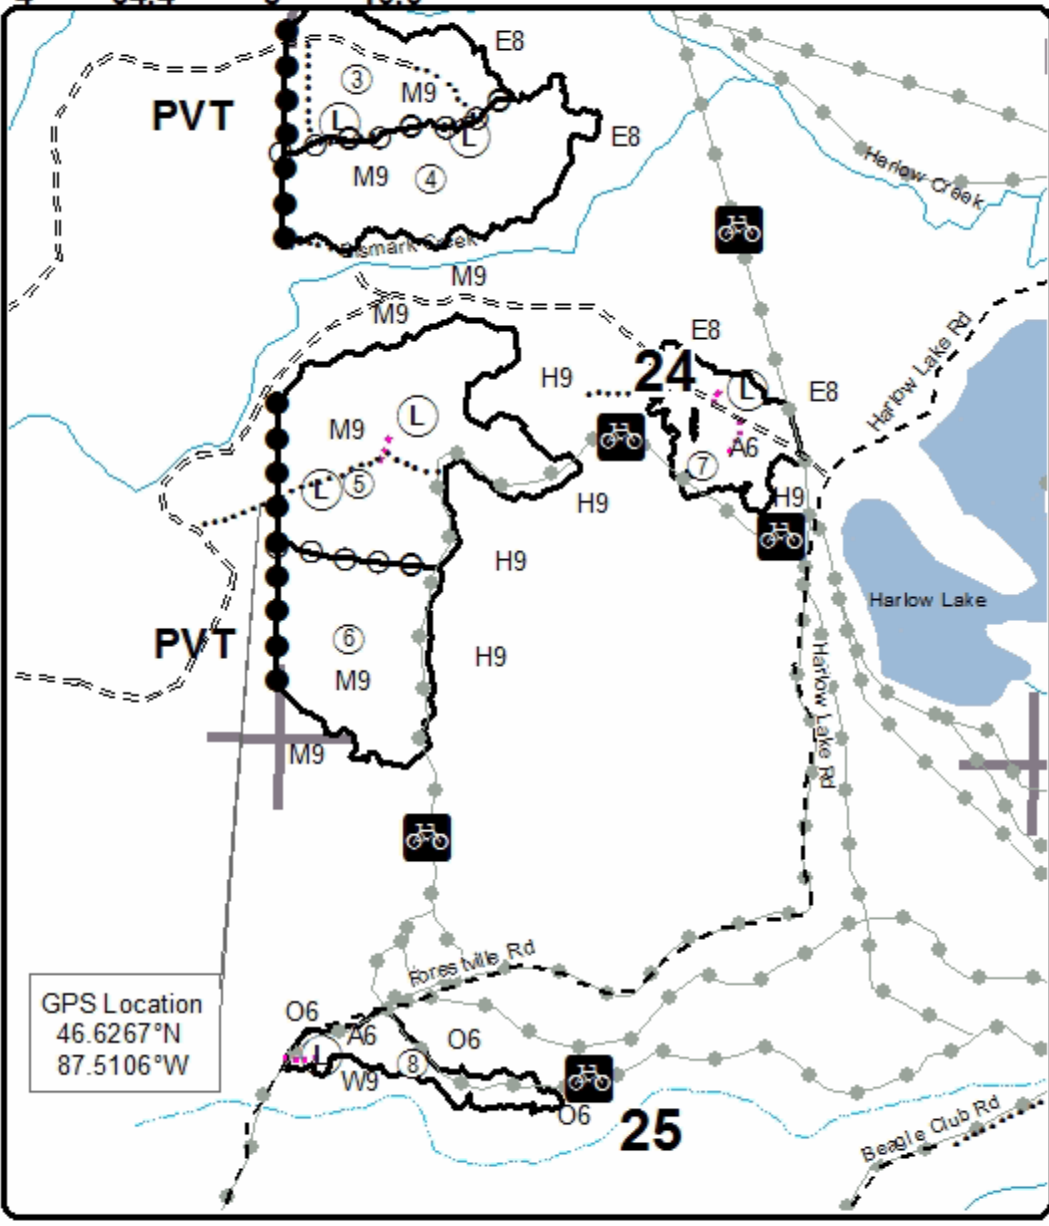 E8
3
M9
PVT
L
L
E8
M9
4
Harlow Creek
Bismark Creek
M9
M9
E8
Harlow Lake Rd
24
H9
L
E8
L
M9
A6
7
L
5
H9
H9
H9
Harlow Lake
6
PVT
H9
M9
Harlow Lake Rd
M9
Forestville Rd
GPS Location
46.6267°N
87.5106°W
O6
A6
O6
L
8
W9
O6
25
Beagle Club Rd